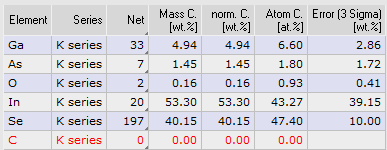 Element Series Net Mass C. [wt.%] norm. C. [wt.%] Atom C. [at.%] Error (3 Sigma) [wt.%]
Ga K series 33 4.94 4.94 6.60 2.86
As K series 7 1.45 1.45 1.80 1.72
O K series 2 0.16 0.16 0.93 0.41
In K series 20 53.30 53.30 43.27 39.15
Se K series 197 40.15 40.15 47.40 10.00
C K series 0 0.00 0.00 0.00